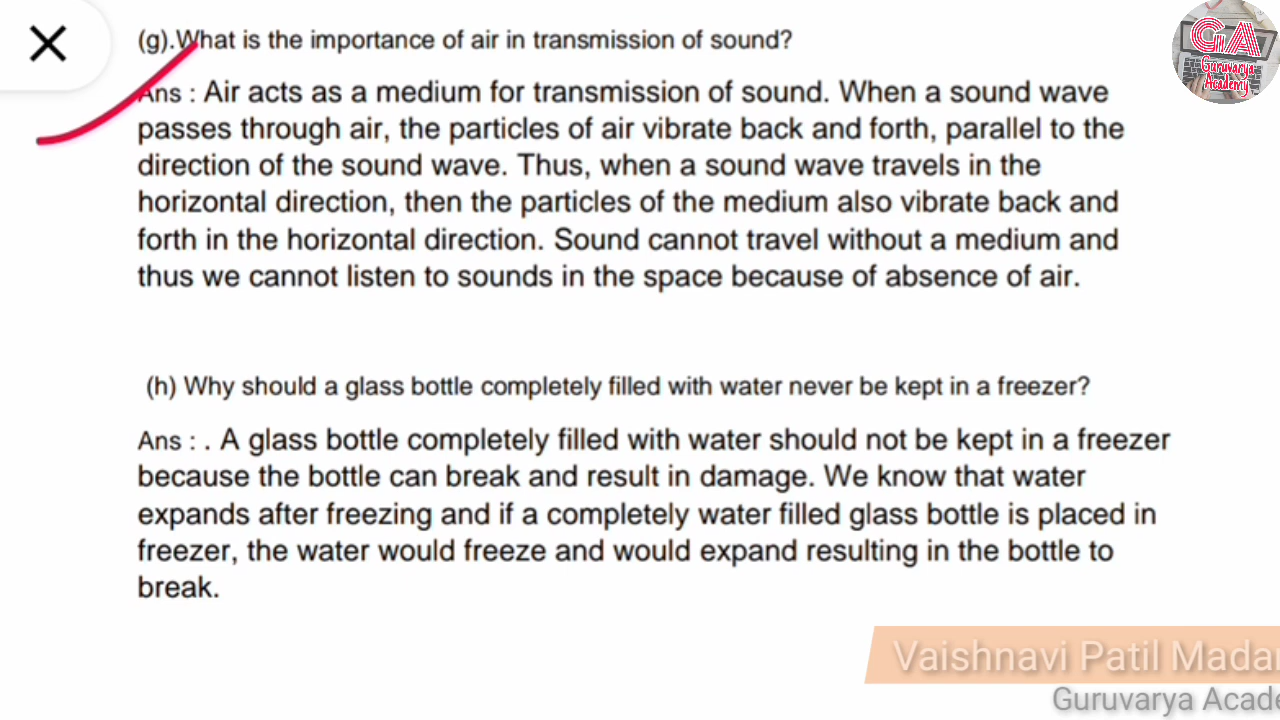 (g).What is the importance of air in transmission of sound?
GA
Guruvarya
Academy
Ans : Air acts as a medium for transmission of sound. When a sound wave
passes through air, the particles of air vibrate back and forth, parallel to the
direction of the sound wave. Thus, when a sound wave travels in the
horizontal direction, then the particles of the medium also vibrate back and
forth in the horizontal direction. Sound cannot travel without a medium and
thus we cannot listen to sounds in the space because of absence of air.
(h) Why should a glass bottle completely filled with water never be kept in a freezer?
Ans : . A glass bottle completely filled with water should not be kept in a freezer
because the bottle can break and result in damage. We know that water
expands after freezing and if a completely water filled glass bottle is placed in
freezer, the water would freeze and would expand resulting in the bottle to
break.
Vaishnavi Patil Mada
Guruvarya Acad